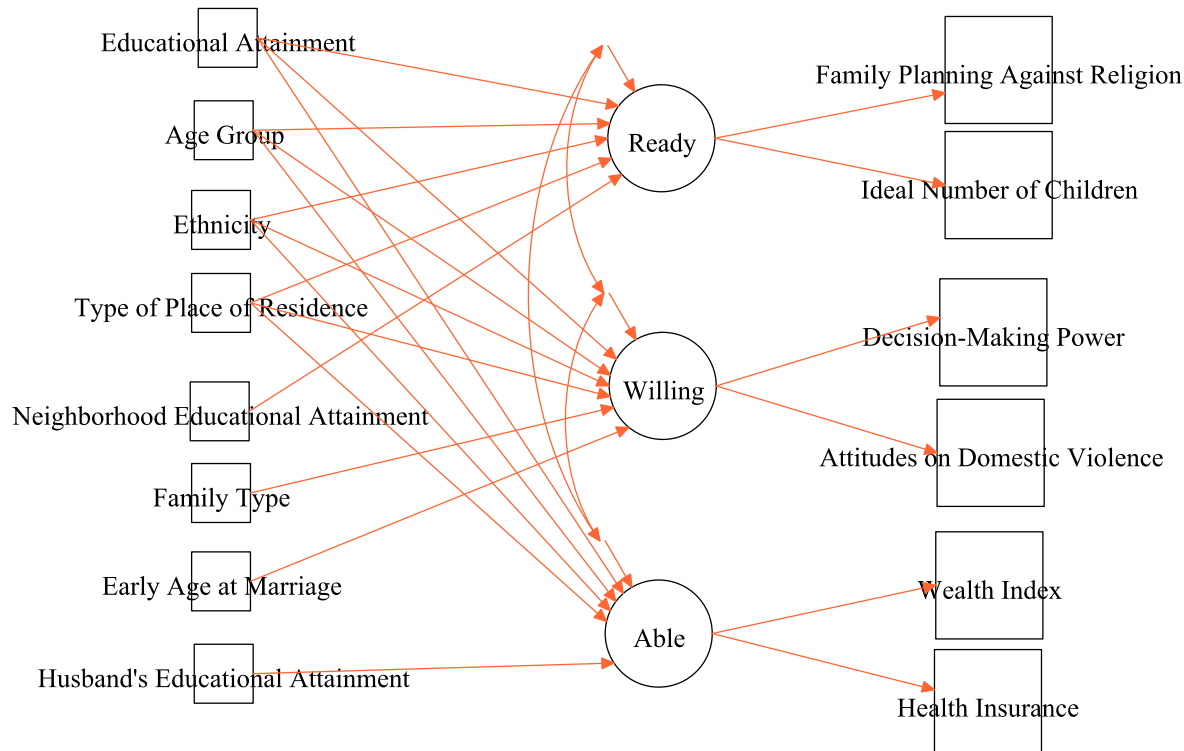 Educational Attainment
Age Group
Ethnicity
Type of Place of Residence
Neighborhood Educational Attainment
Family Type
Early Age at Marriage
Husband's Educational Attainment
Ready
Willing
Able
Family Planning Against Religion
Ideal Number of Children
Decision-Making Power
Attitudes on Domestic Violence
Wealth Index
Health Insurance